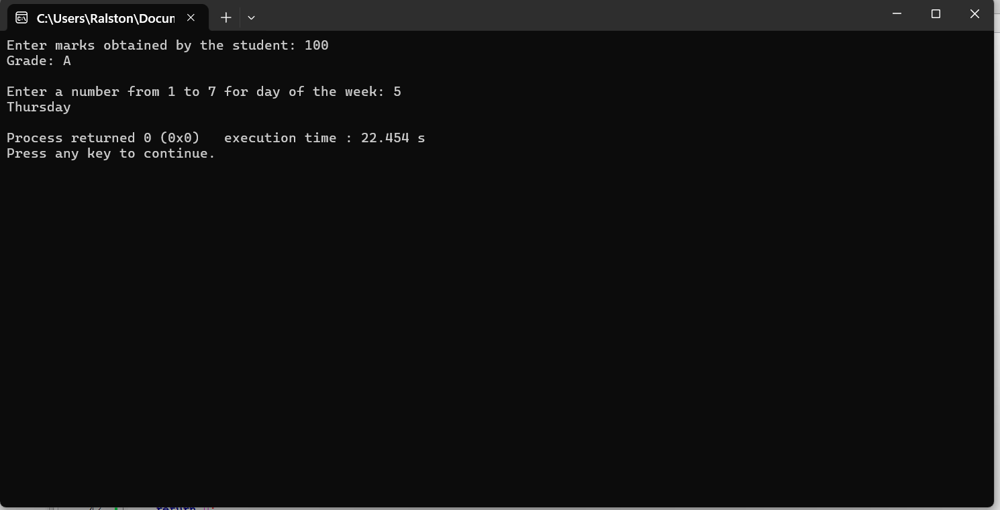 C:\Users\Ralston\Docun
Enter marks obtained by the student: 100
Grade: A
Enter a number from 1 to 7 for day of the week: 5
Thursday
Process returned 0 (0x0)   execution time : 22.454 s
Press any key to continue.